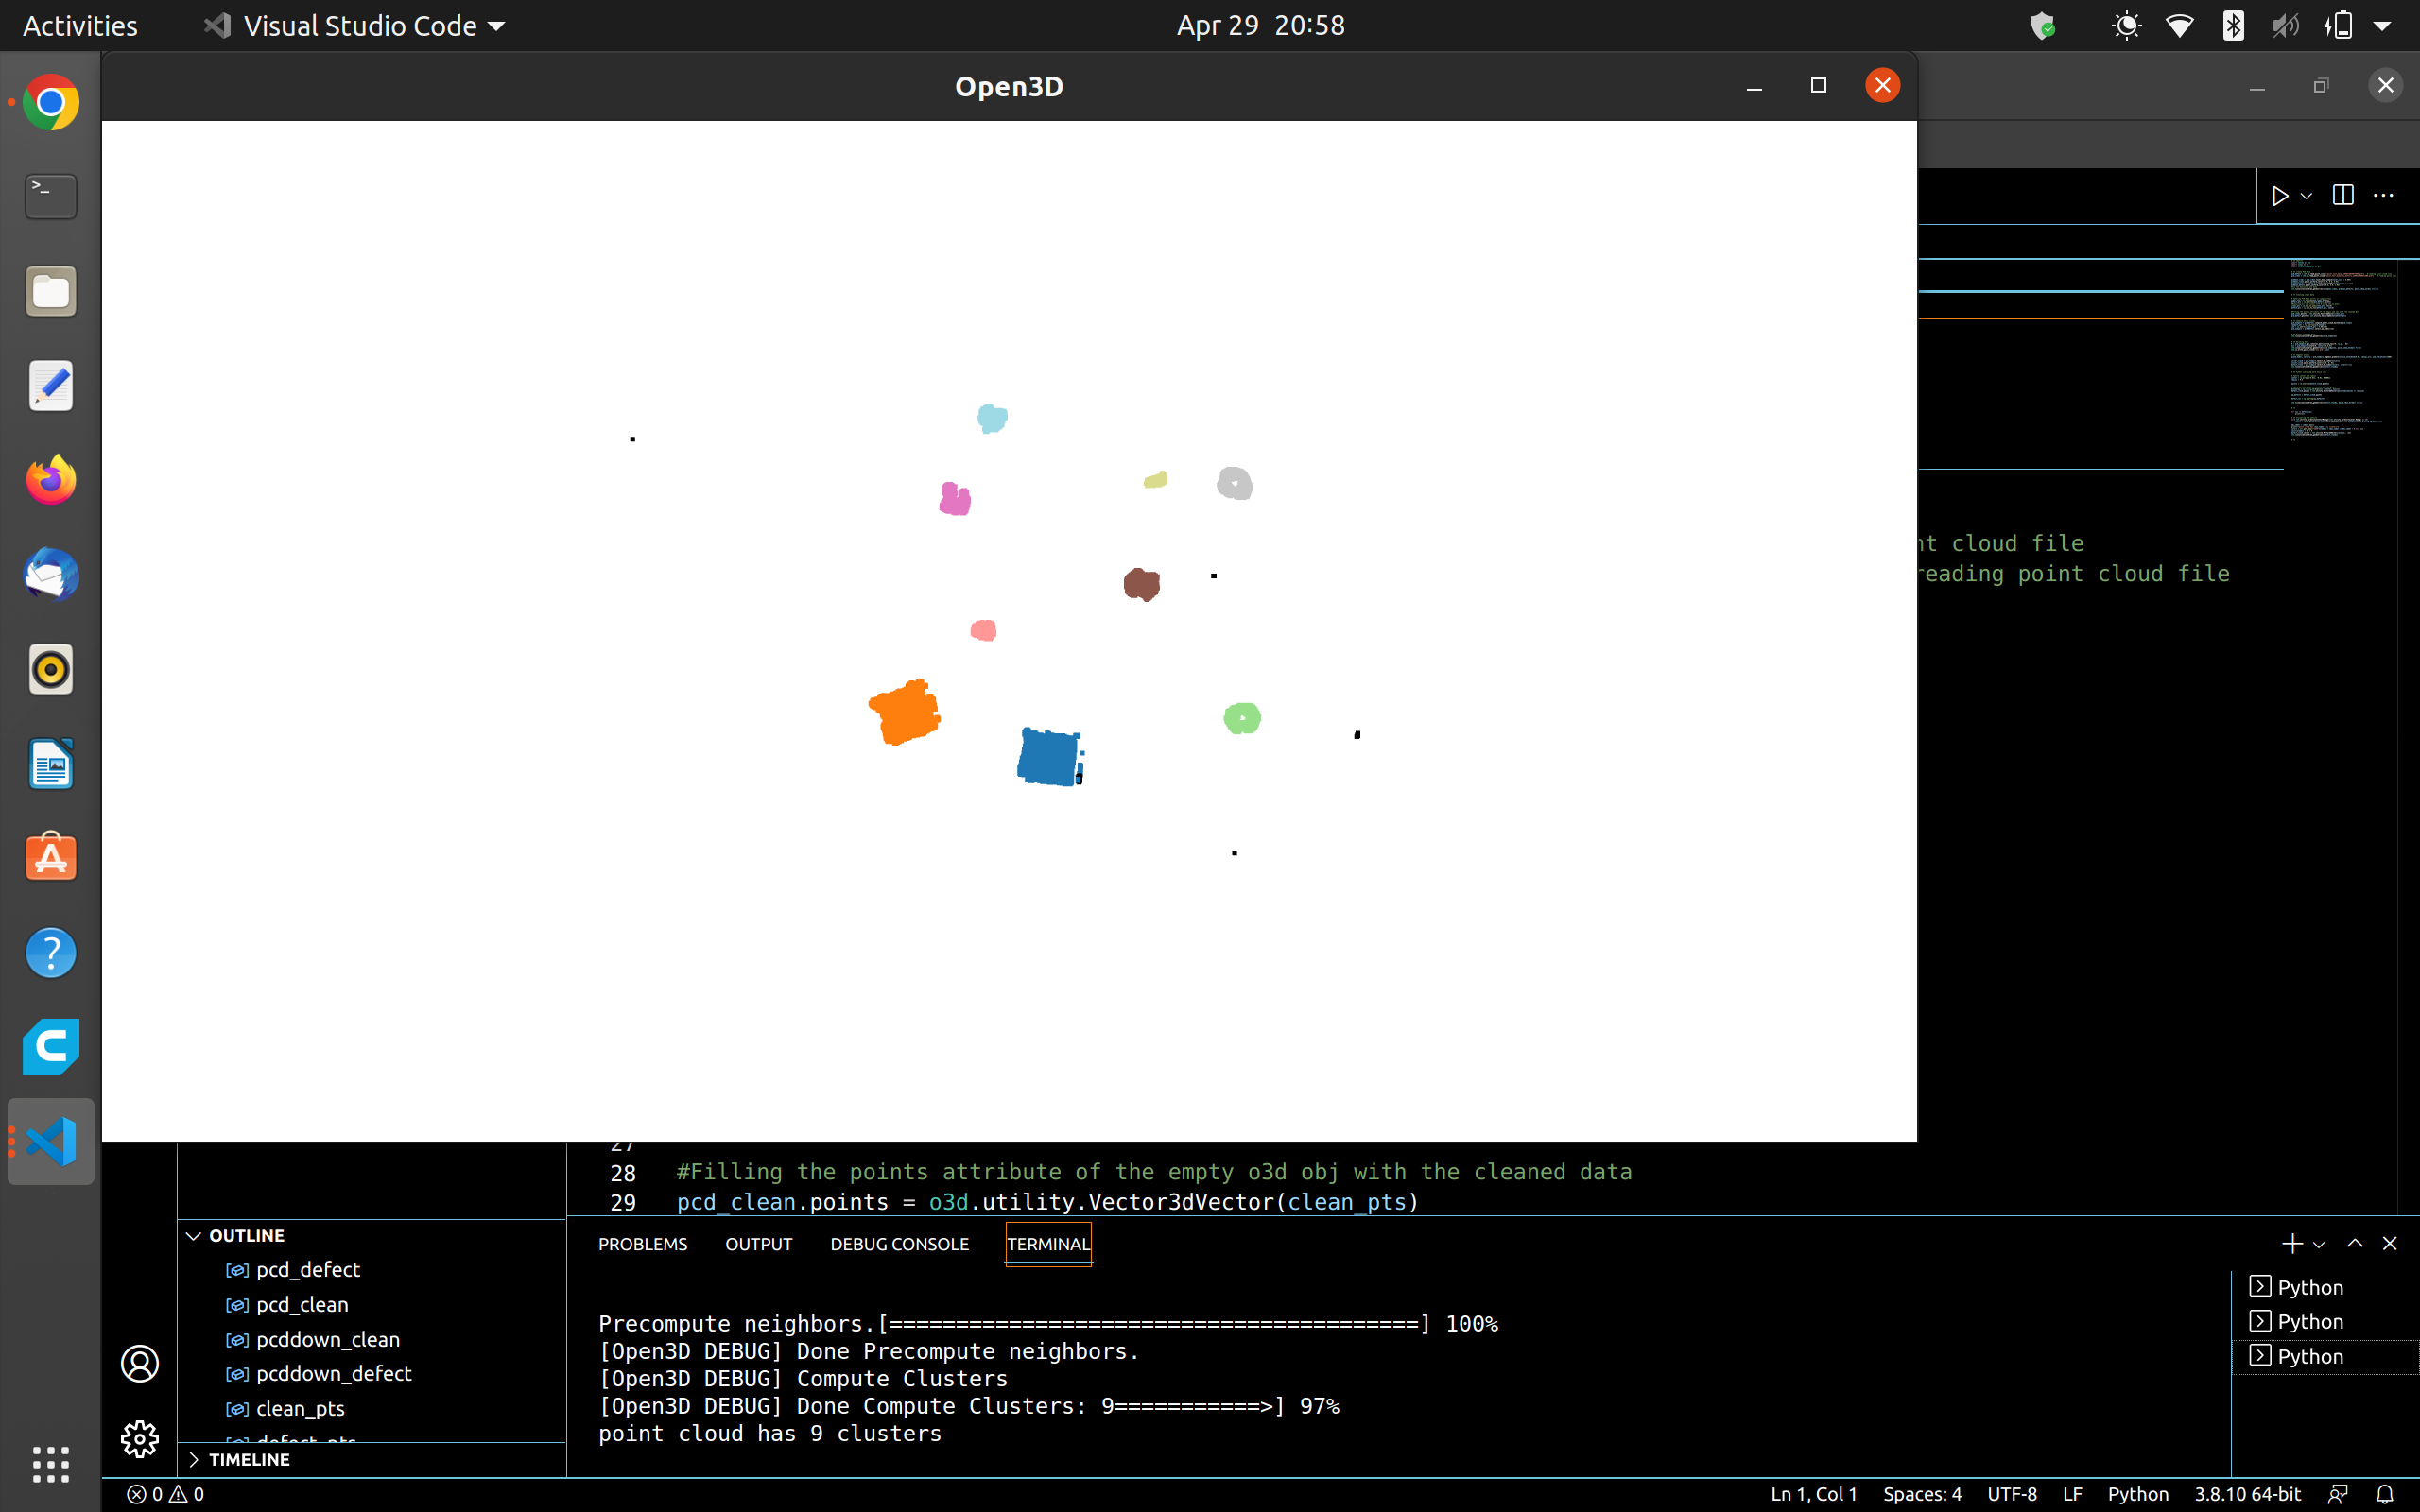 Activities
Visual Studio Code
Apr 29 20:58
Open3D
nt cloud file
reading point cloud file
27
28 #Filling the points attribute of the empty o3d obj with the cleaned data
29 pcd_clean.points = o3d.utility.Vector3dVector(clean_pts)
OUTLINE
pcd_defect
pcd_clean
pcddown_clean
pcddown_defect
clean_pts
defect_pts
TIMELINE
PROBLEMS OUTPUT DEBUG CONSOLE TERMINAL
Precompute neighbors.[========================================] 100%
[Open3D DEBUG] Done Precompute neighbors.
[Open3D DEBUG] Compute Clusters
[Open3D DEBUG] Done Compute Clusters: 9===========>] 97%
point cloud has 9 clusters
Python
Python
Python
0 0
Ln 1, Col 1 Spaces: 4 UTF-8 LF Python 3.8.10 64-bit